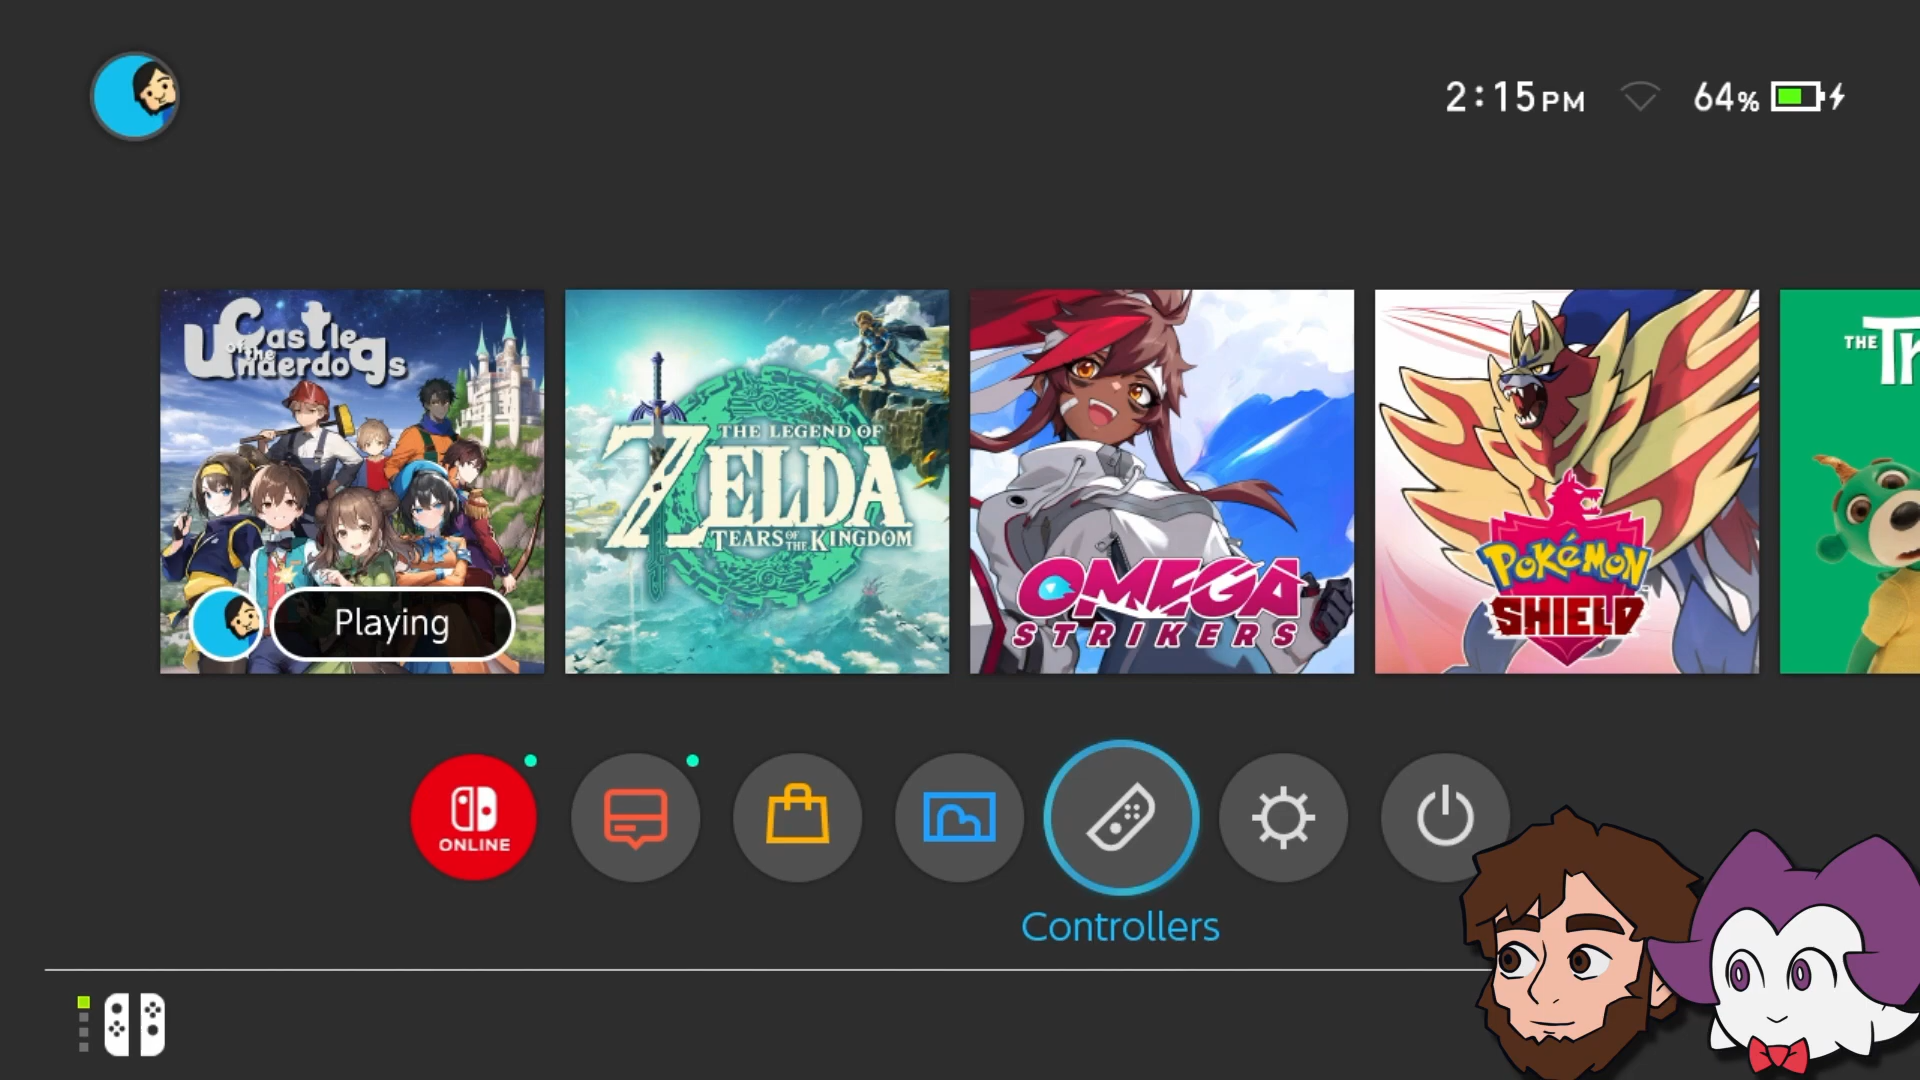 2:15PM 64%
Castle
of the
Underdogs
Playing
THE LEGEND OF
ZELDA
TEARS OF THE KINGDOM
OMEGA
STRIKERS
POKéMON
SHIELD
THE
ONLINE
Controllers